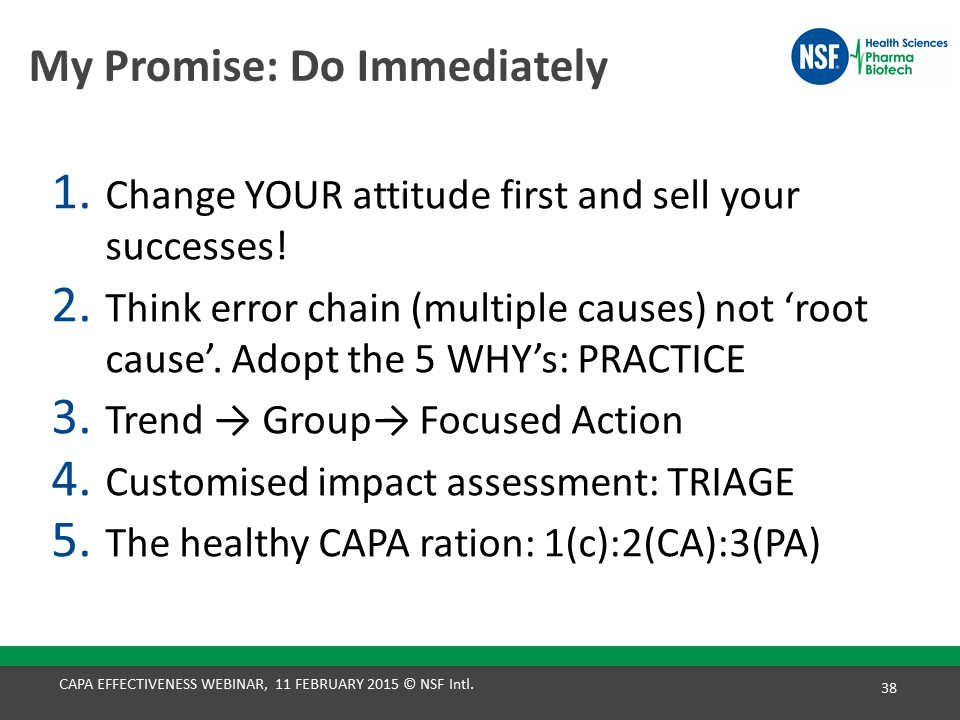 My Promise: Do Immediately
NSF®
Health Sciences
Pharma
Biotech
1. Change YOUR attitude first and sell your
successes!
2. Think error chain (multiple causes) not ‘root
cause’. Adopt the 5 WHY’s: PRACTICE
3. Trend → Group→ Focused Action
4. Customised impact assessment: TRIAGE
5. The healthy CAPA ration: 1(c):2(CA):3(PA)
CAPA EFFECTIVENESS WEBINAR, 11 FEBRUARY 2015 © NSF Intl.
38